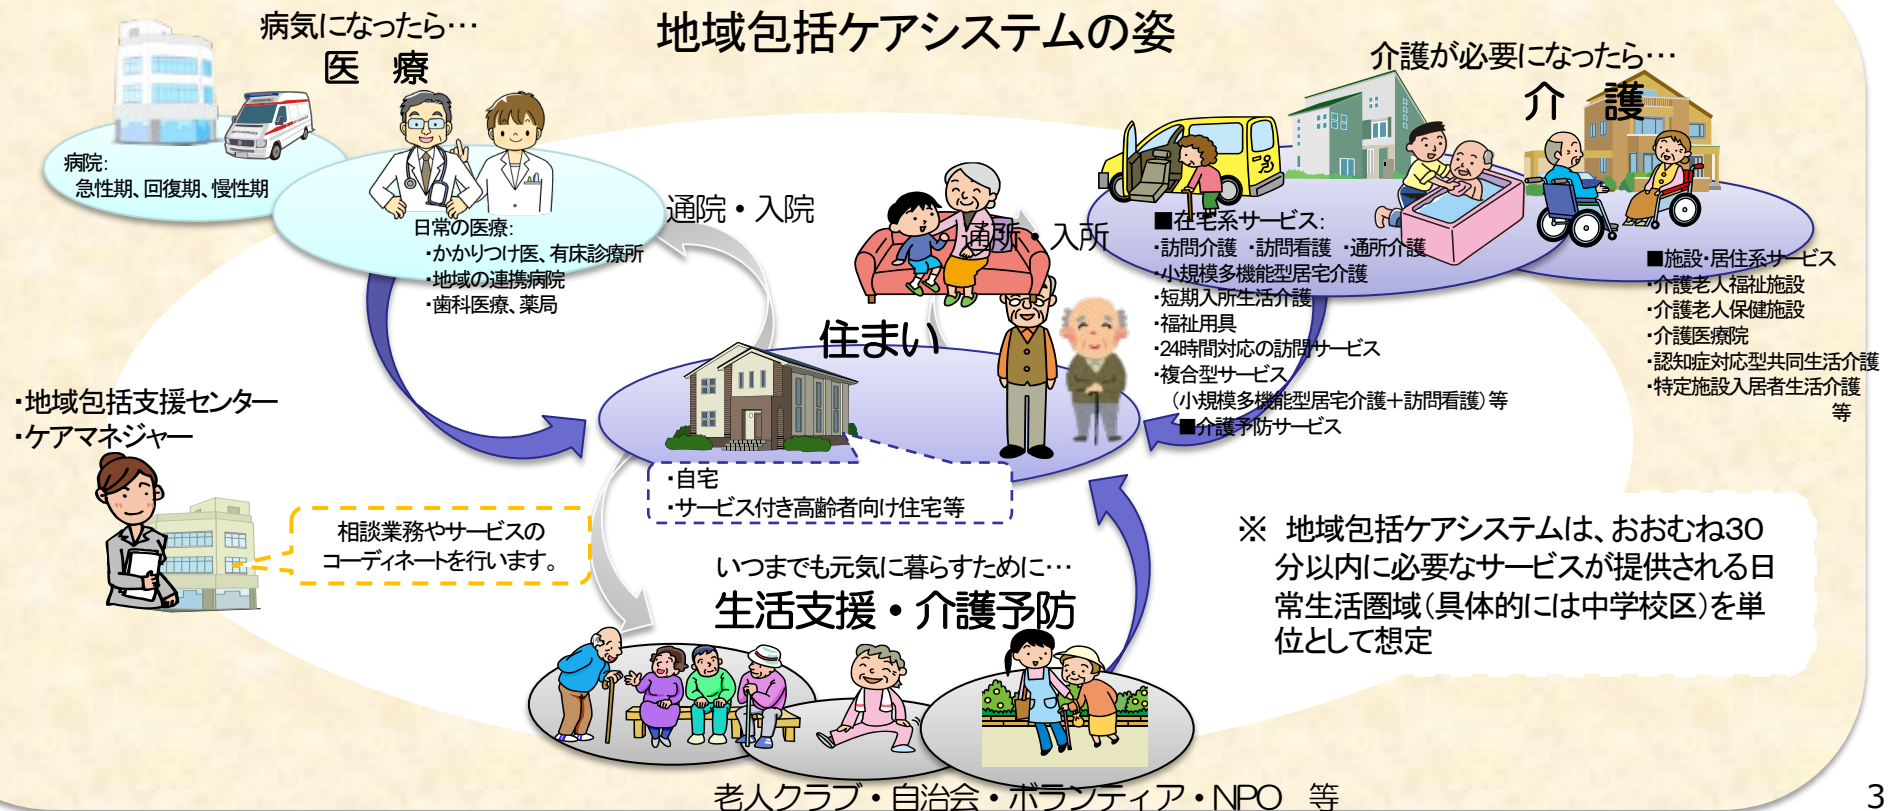 地域包括ケアシステムの姿
病気になったら…
医 療
病院:
急性期、回復期、慢性期
日常の医療:
・かかりつけ医、有床診療所
・地域の連携病院
・歯科医療、薬局
通院・入院
通所・入所
介護が必要になったら…
介 護
■在宅系サービス:
・訪問介護 ・訪問看護 ・通所介護
・小規模多機能型居宅介護
・短期入所生活介護
・福祉用具
・24時間対応の訪問サービス
・複合型サービス
(小規模多機能型居宅介護+訪問看護)等
■介護予防サービス
■施設・居住系サービス
・介護老人福祉施設
・介護老人保健施設
・介護医療院
・認知症対応型共同生活介護
・特定施設入居者生活介護
等
住まい
・自宅
・サービス付き高齢者向け住宅等
・地域包括支援センター
・ケアマネジャー
相談業務やサービスの
コーディネートを行います。
いつまでも元気に暮らすために…
生活支援・介護予防
※ 地域包括ケアシステムは、おおむね30
分以内に必要なサービスが提供される日
常生活圏域(具体的には中学校区)を単
位として想定
老人クラブ・自治会・ボランティア・NPO 等
3